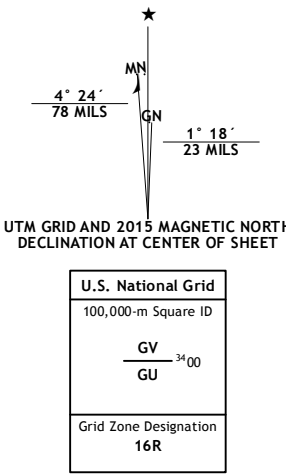 ★
MN
4° 24´
78 MILS
GN
1° 18´
23 MILS
UTM GRID AND 2015 MAGNETIC NORTH
DECLINATION AT CENTER OF SHEET
U.S. National Grid
100,000-m Square ID
GV
3400
GU
Grid Zone Designation
16R